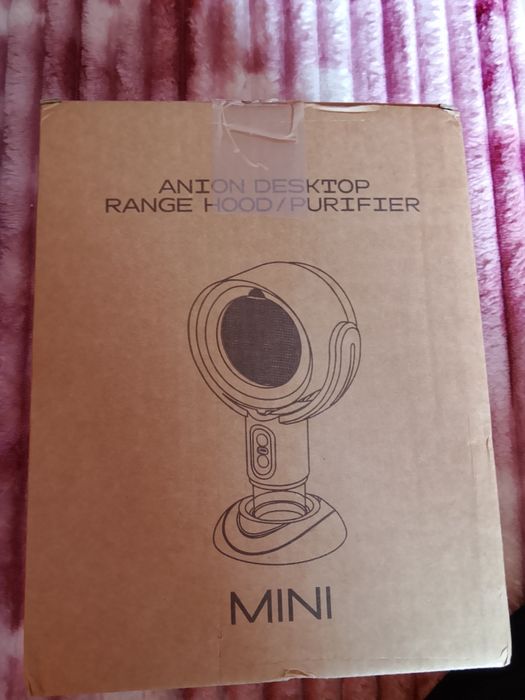 ANION DESKTOP
RANGE HOOD/PURIFIER
MINI